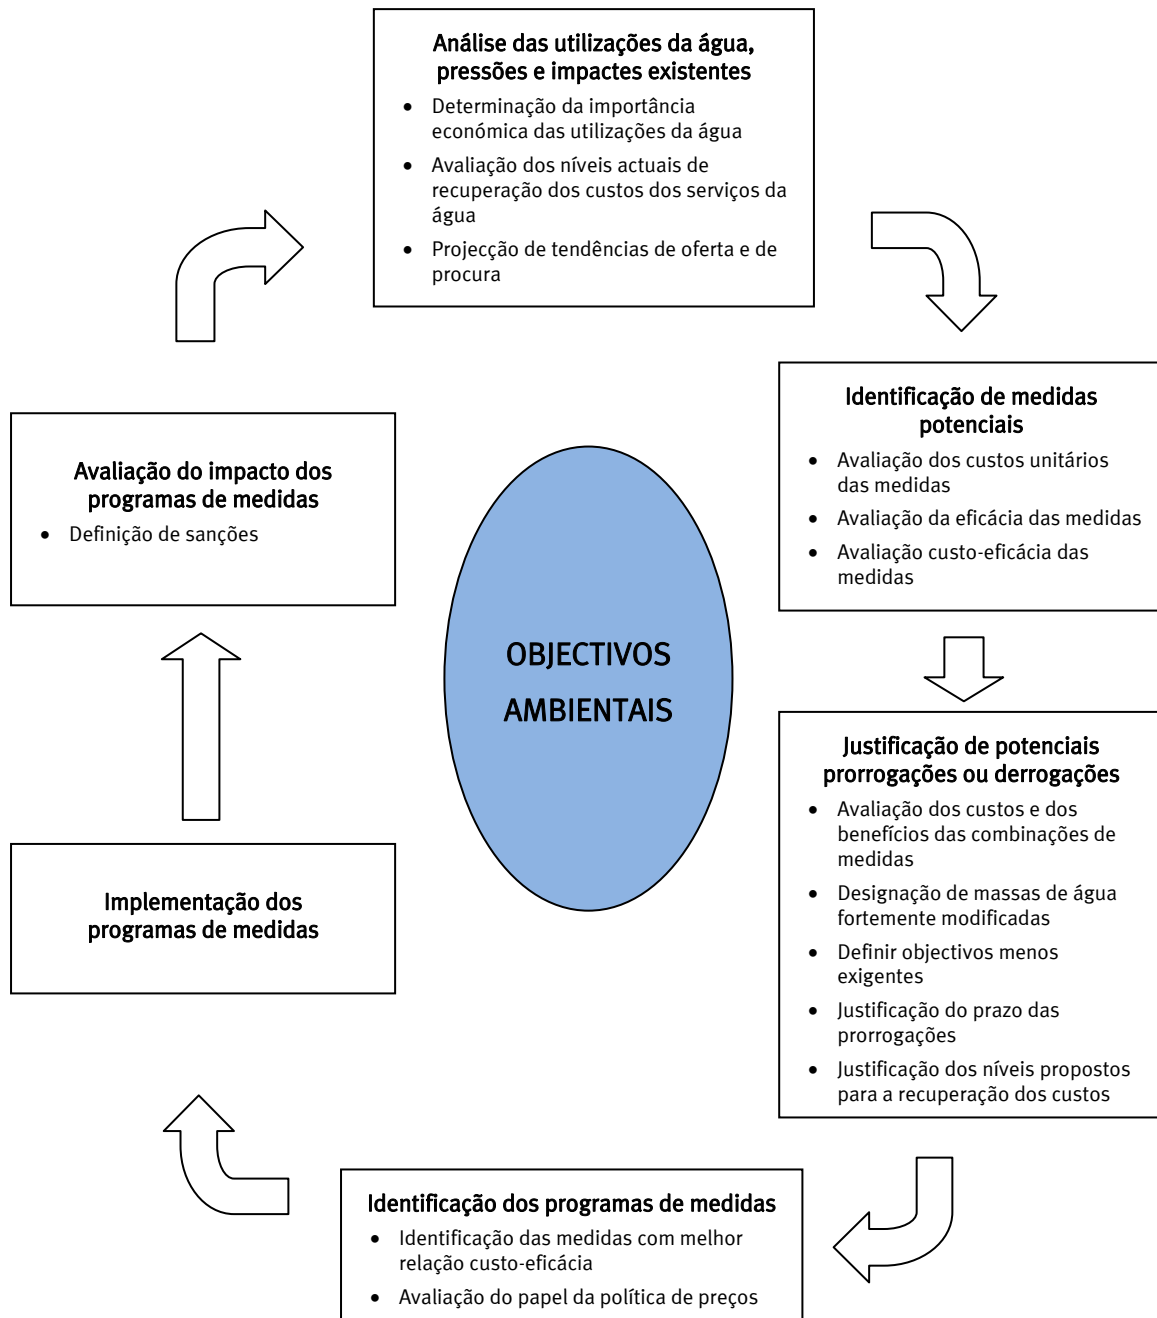 Análise das utilizações da água,
pressões e impactes existentes
• Determinação da importância
económica das utilizações da água
• Avaliação dos níveis actuais de
recuperação dos custos dos serviços da
água
• Projecção de tendências de oferta e de
procura
Identificação de medidas
potenciais
• Avaliação dos custos unitários
das medidas
• Avaliação da eficácia das medidas
• Avaliação custo-eficácia das
medidas
Justificação de potenciais
prorrogações ou derrogações
• Avaliação dos custos e dos
benefícios das combinações de
medidas
• Designação de massas de água
fortemente modificadas
• Definir objectivos menos
exigentes
• Justificação do prazo das
prorrogações
• Justificação dos níveis propostos
para a recuperação dos custos
Identificação dos programas de medidas
• Identificação das medidas com melhor
relação custo-eficácia
• Avaliação do papel da política de preços
Implementação dos
programas de medidas
Avaliação do impacto dos
programas de medidas
• Definição de sanções
OBJECTIVOS
AMBIENTAIS